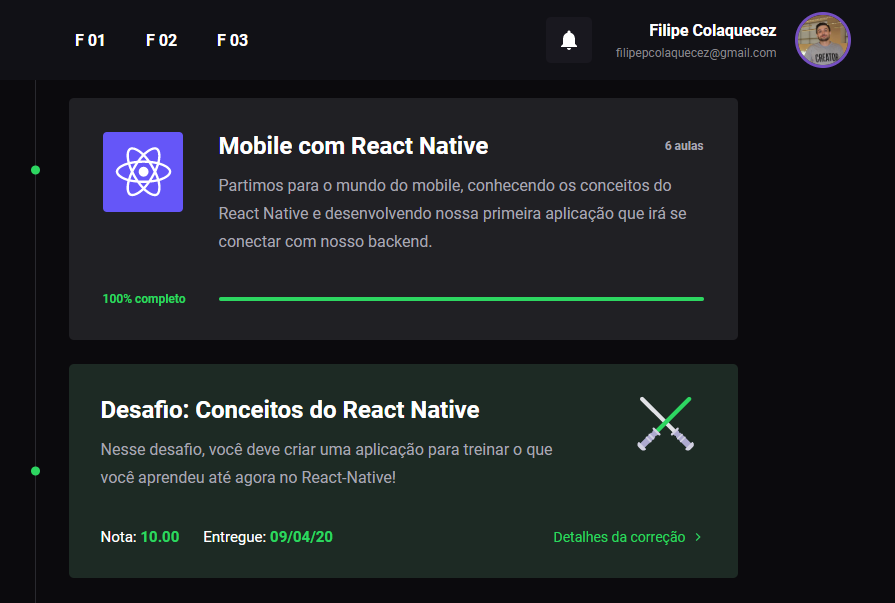 F 01 F 02 F 03
Filipe Colaquecez
filipepcolaquecez@gmail.com
CREATOR
Mobile com React Native
6 aulas
Partimos para o mundo do mobile, conhecendo os conceitos do
React Native e desenvolvendo nossa primeira aplicação que irá se
conectar com nosso backend.
100% completo
Desafio: Conceitos do React Native
Nesse desafio, você deve criar uma aplicação para treinar o que
você aprendeu até agora no React-Native!
Nota: 10.00 Entregue: 09/04/20
Detalhes da correção